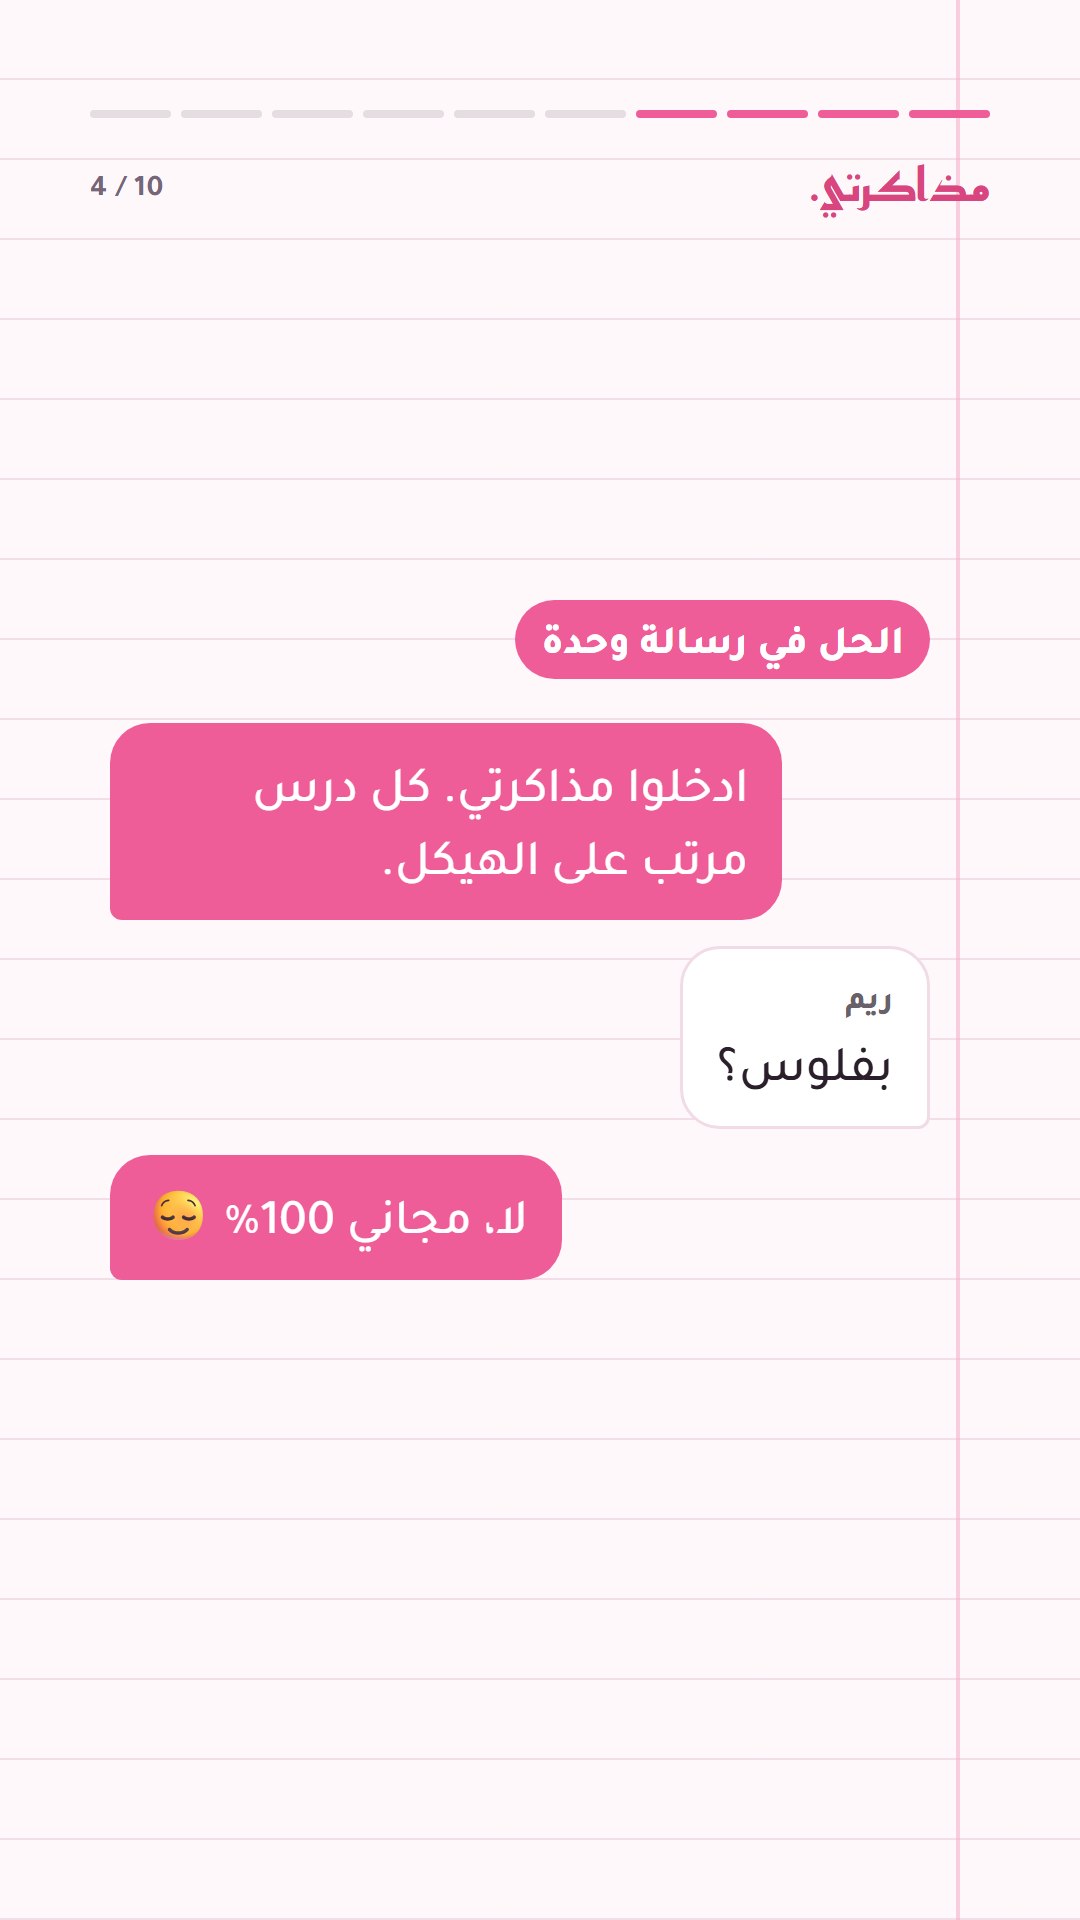 مذاكرتي.
4 / 10
الحل في رسالة وحدة
ادخلوا مذاكرتي. كل درس
مرتب على الهيكل.
ريم
بفلوس؟
لا، مجاني 100% 😌